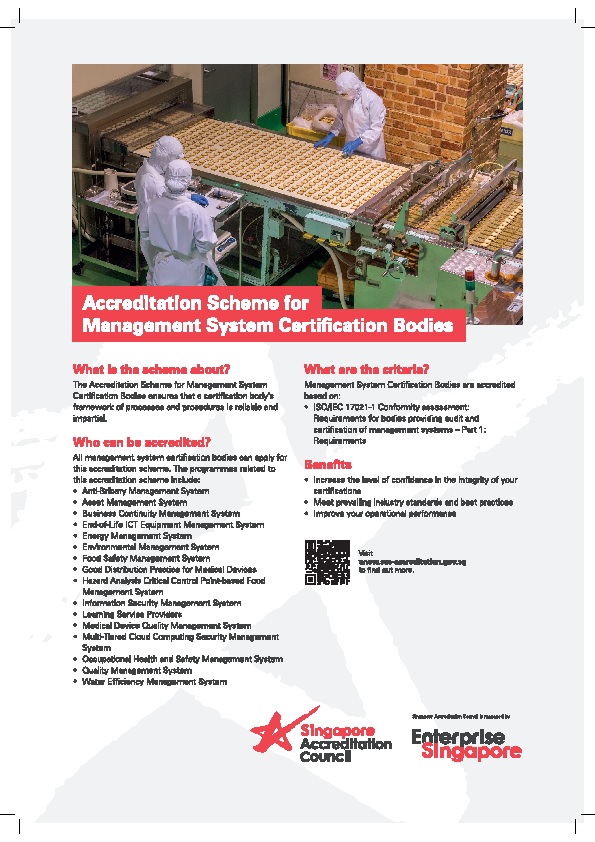 Accreditation Scheme for
Management System Certification Bodies
What is the scheme about?
The Accreditation Scheme for Management System
Certification Bodies ensures that a certification body's
framework of processes and procedures is reliable and
impartial.
Who can be accredited?
All management system certification bodies can apply for
this accreditation scheme. The programmes related to
this accreditation scheme include:
• Anti-Bribery Management System
• Asset Management System
• Business Continuity Management System
• End-of-Life ICT Equipment Management System
• Energy Management System
• Environmental Management System
• Food Safety Management System
• Good Distribution Practice for Medical Devices
• Hazard Analysis Critical Control Point-based Food
Management System
• Information Security Management System
• Learning Service Providers
• Medical Device Quality Management System
• Multi-Tiered Cloud Computing Security Management
System
• Occupational Health and Safety Management System
• Quality Management System
• Water Efficiency Management System
What are the criteria?
Management System Certification Bodies are accredited
based on:
• ISO/IEC 17021-1 Conformity assessment:
Requirements for bodies providing audit and
certification of management systems – Part 1:
Requirements
Benefits
• Increase the level of confidence in the integrity of your
certifications
• Meet prevailing industry standards and best practices
• Improve your operational performance
Visit
www.sac-accreditation.gov.sg
to find out more.
Singapore
Accreditation
Council
Singapore Accreditation Council is managed by
Enterprise
Singapore